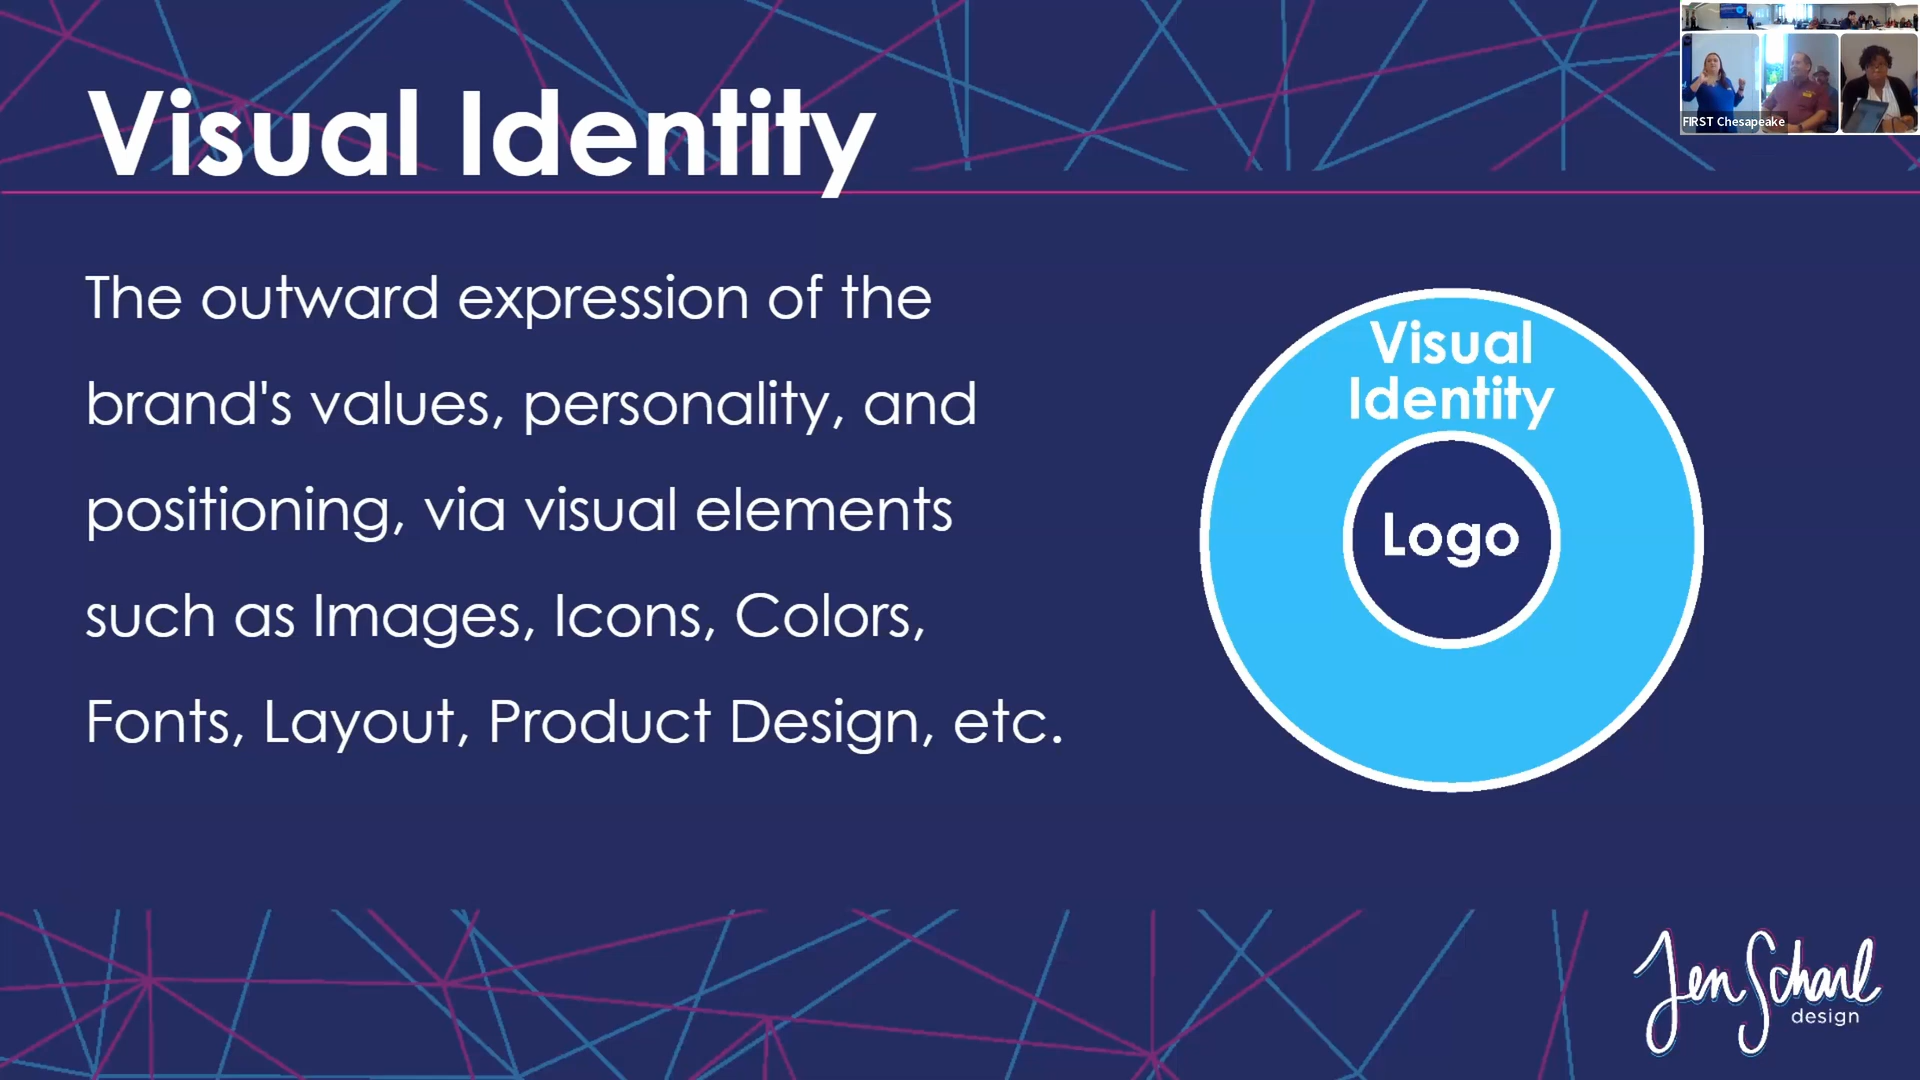 Visual Identity
The outward expression of the
brand's values, personality, and
positioning, via visual elements
such as Images, Icons, Colors,
Fonts, Layout, Product Design, etc.
Visual
Identity
Logo
FIRST Chesapeake
Jen Scharl
design